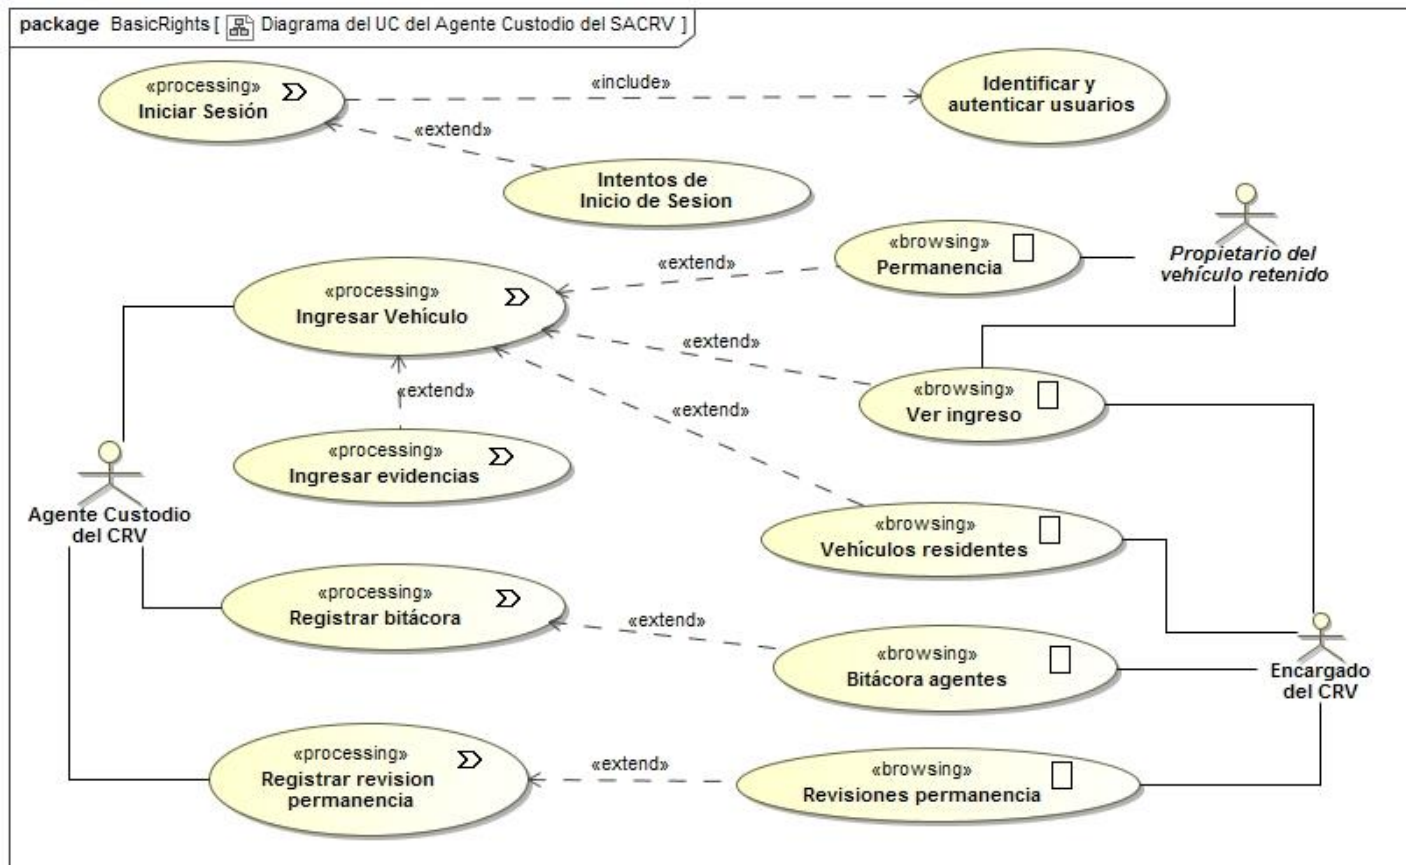 package BasicRights [ Diagrama del UC del Agente Custodio del SACRV ]
«processing»
Iniciar Sesión
«include»
Identificar y
autenticar usuarios
«extend»
Intentos de
Inicio de Sesion
«browsing»
Permanencia
«extend»
Propietario del
vehículo retenido
«processing»
Ingresar Vehículo
«extend»
«browsing»
Ver ingreso
«extend»
«extend»
«processing»
Ingresar evidencias
Agente Custodio
del CRV
«browsing»
Vehículos residentes
«processing»
Registrar bitácora
«extend»
«browsing»
Bitácora agentes
Encargado
del CRV
«processing»
Registrar revision
permanencia
«extend»
«browsing»
Revisiones permanencia